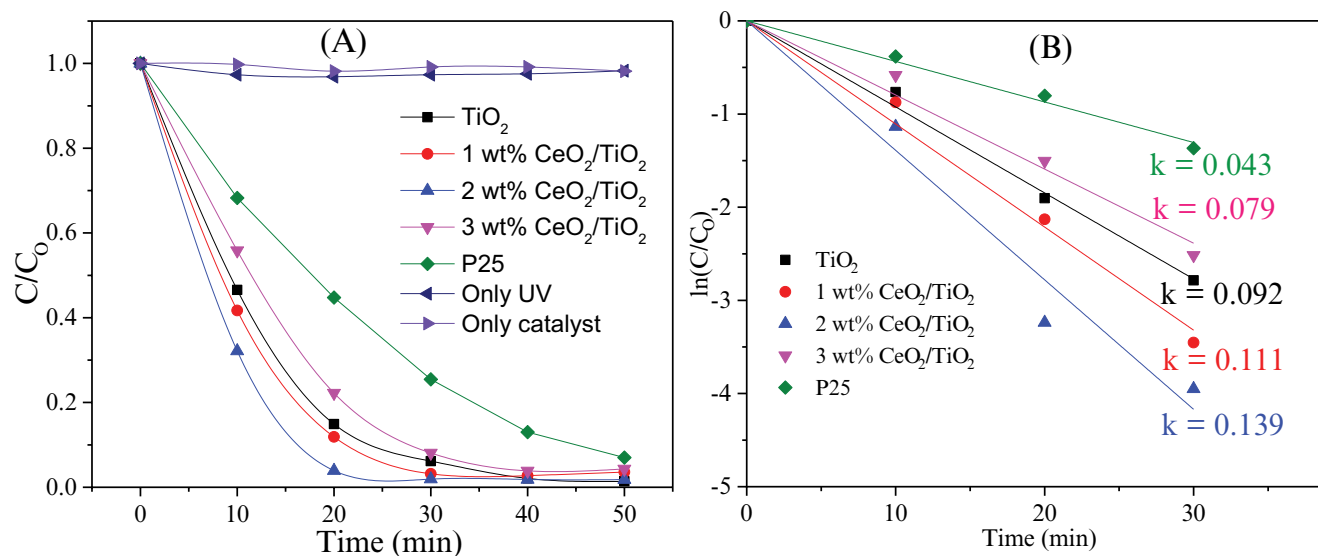 (A)
C/C_O
1.0
0.8
0.6
0.4
0.2
0.0
0 10 20 30 40 50
Time (min)
TiO₂
1 wt% CeO₂/TiO₂
2 wt% CeO₂/TiO₂
3 wt% CeO₂/TiO₂
P25
Only UV
Only catalyst
(B)
ln(C/C_O)
0
-1
-2
-3
-4
-5
0 10 20 30
Time (min)
TiO₂
1 wt% CeO₂/TiO₂
2 wt% CeO₂/TiO₂
3 wt% CeO₂/TiO₂
P25
k = 0.043
k = 0.079
k = 0.092
k = 0.111
k = 0.139